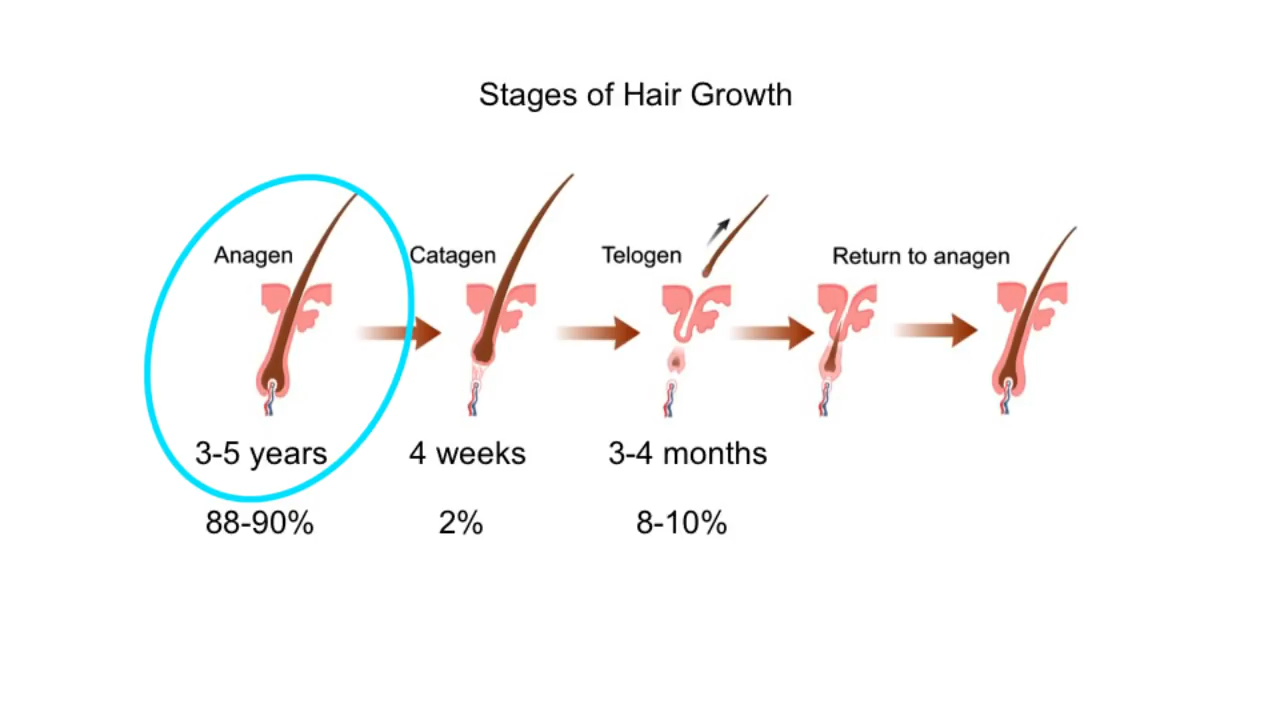 Stages of Hair Growth
Anagen
Catagen
Telogen
Return to anagen
3-5 years
4 weeks
3-4 months
88-90%
2%
8-10%